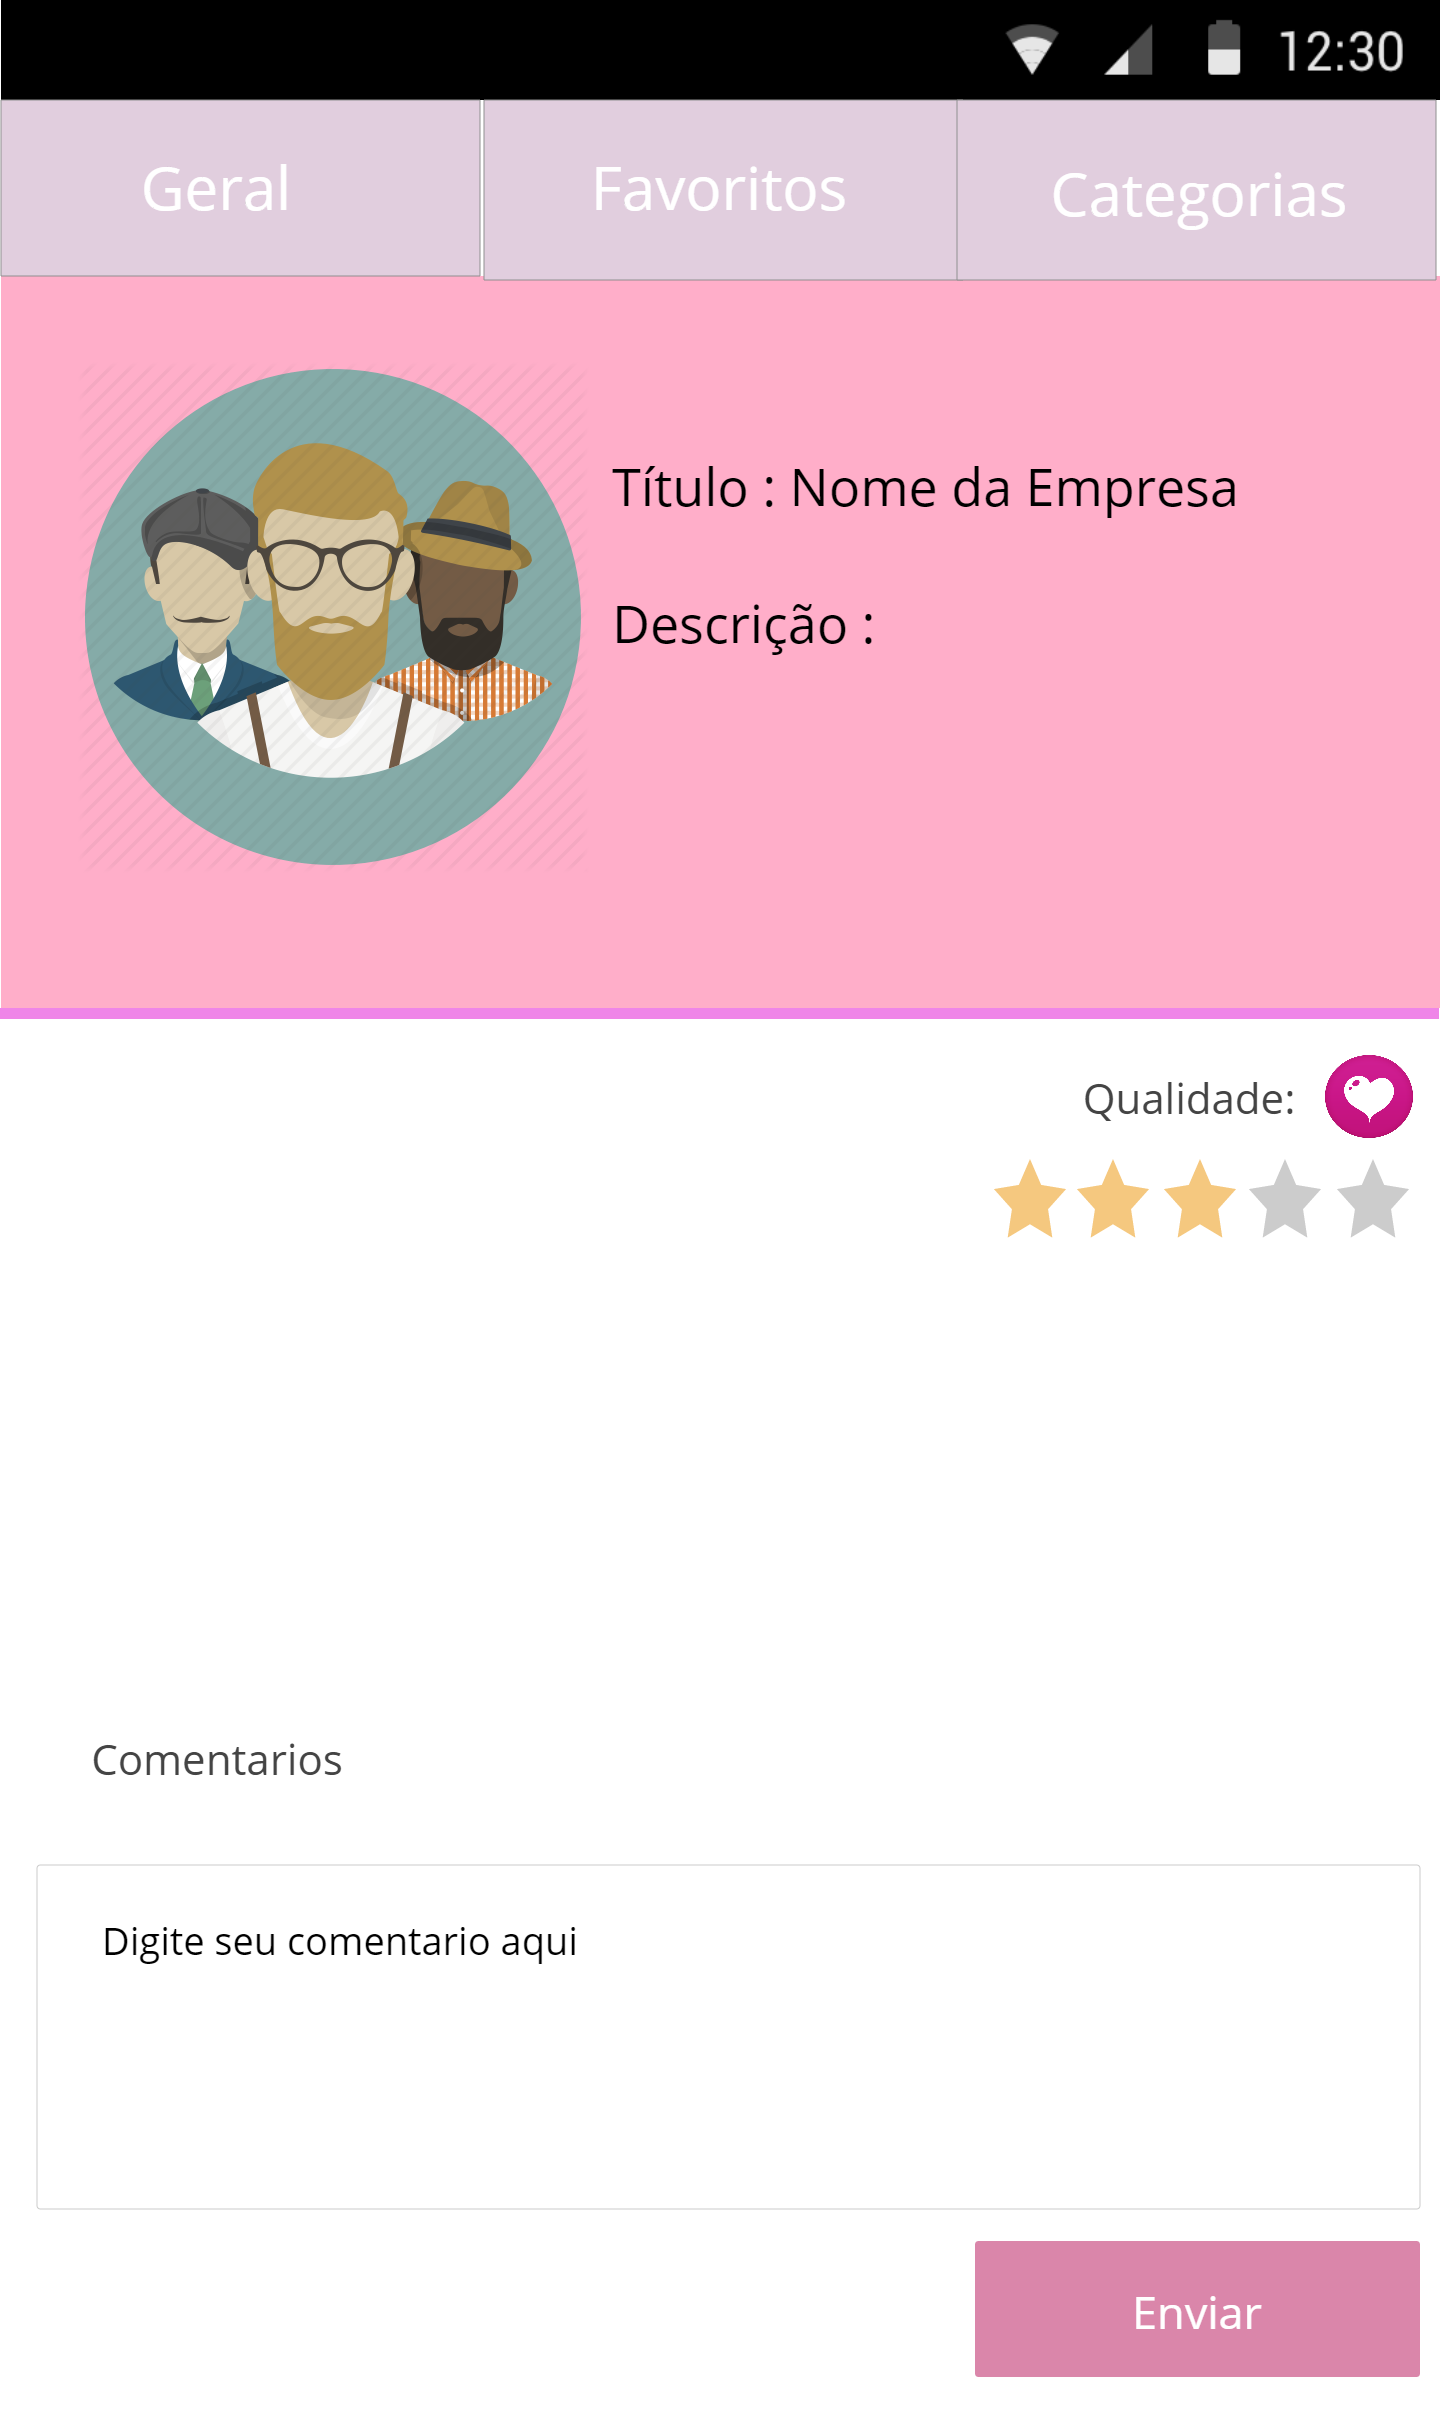 12:30
Geral
Favoritos
Categorias
Título : Nome da Empresa
Descrição :
Qualidade:
Comentarios
Digite seu comentario aqui
Enviar